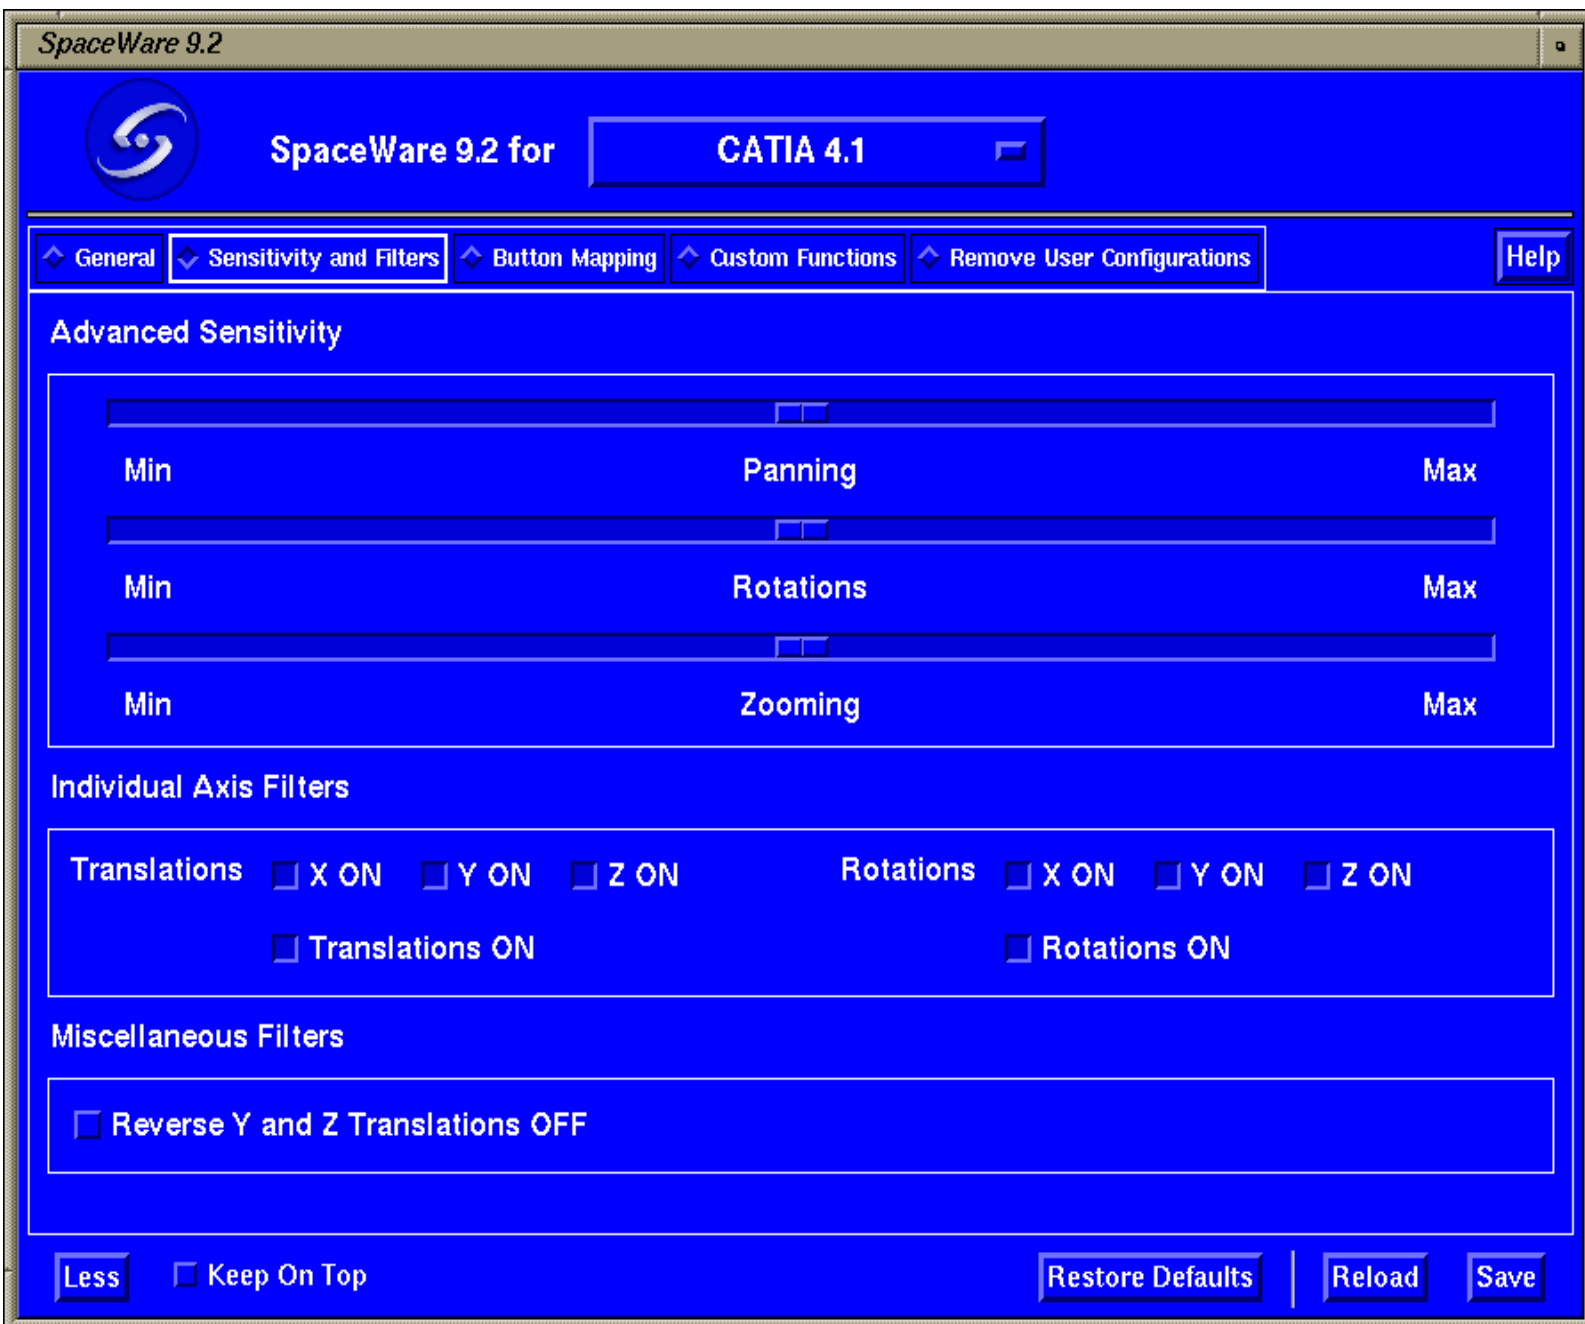 SpaceWare 9.2
SpaceWare 9.2 for CATIA 4.1
General Sensitivity and Filters Button Mapping Custom Functions Remove User Configurations Help
Advanced Sensitivity
Min Panning Max
Min Rotations Max
Min Zooming Max
Individual Axis Filters
Translations X ON Y ON Z ON Rotations X ON Y ON Z ON
Translations ON Rotations ON
Miscellaneous Filters
Reverse Y and Z Translations OFF
Less Keep On Top Restore Defaults Reload Save